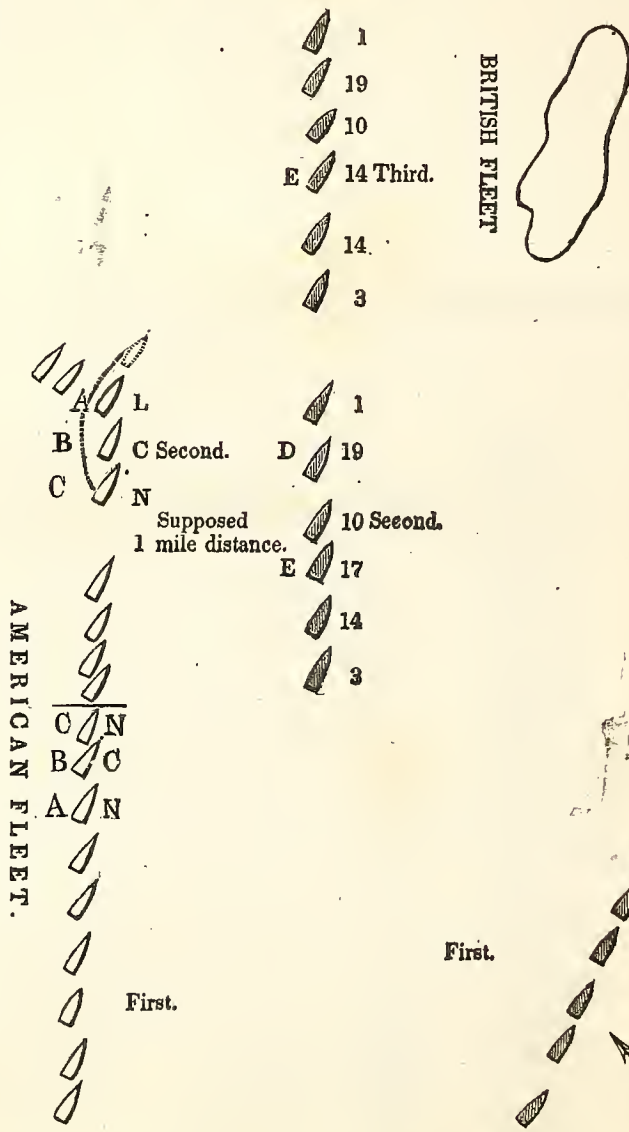 1
19
10
E 14 Third.
14.
3
BRITISH FLEET
A L
B C Second.
C N
Supposed
1 mile distance.
1
D 19
10 Second.
E 17
14
3
AMERICAN FLEET.
C N
B C
A N
First.
First.